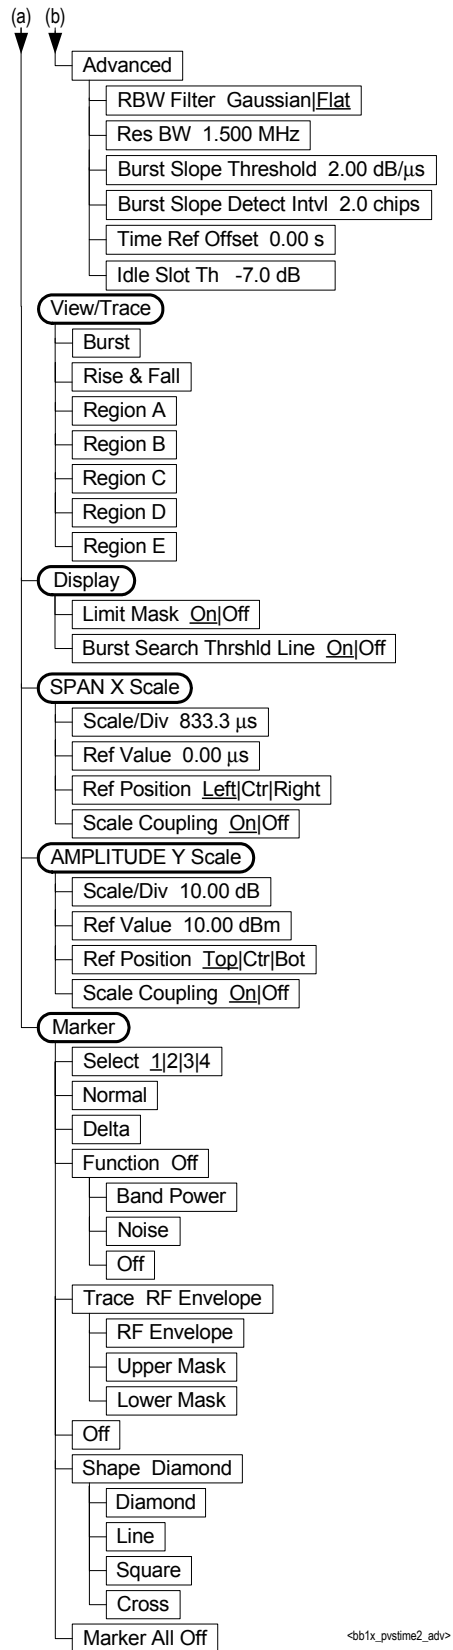 (a) (b)
Advanced
RBW Filter Gaussian|Flat
Res BW 1.500 MHz
Burst Slope Threshold 2.00 dB/μs
Burst Slope Detect Intvl 2.0 chips
Time Ref Offset 0.00 s
Idle Slot Th -7.0 dB
View/Trace
Burst
Rise & Fall
Region A
Region B
Region C
Region D
Region E
Display
Limit Mask On|Off
Burst Search Thrshld Line On|Off
SPAN X Scale
Scale/Div 833.3 μs
Ref Value 0.00 μs
Ref Position Left|Ctr|Right
Scale Coupling On|Off
AMPLITUDE Y Scale
Scale/Div 10.00 dB
Ref Value 10.00 dBm
Ref Position Top|Ctr|Bot
Scale Coupling On|Off
Marker
Select 1|2|3|4
Normal
Delta
Function Off
Band Power
Noise
Off
Trace RF Envelope
RF Envelope
Upper Mask
Lower Mask
Off
Shape Diamond
Diamond
Line
Square
Cross
Marker All Off
<bb1x_pvstime2_adv>